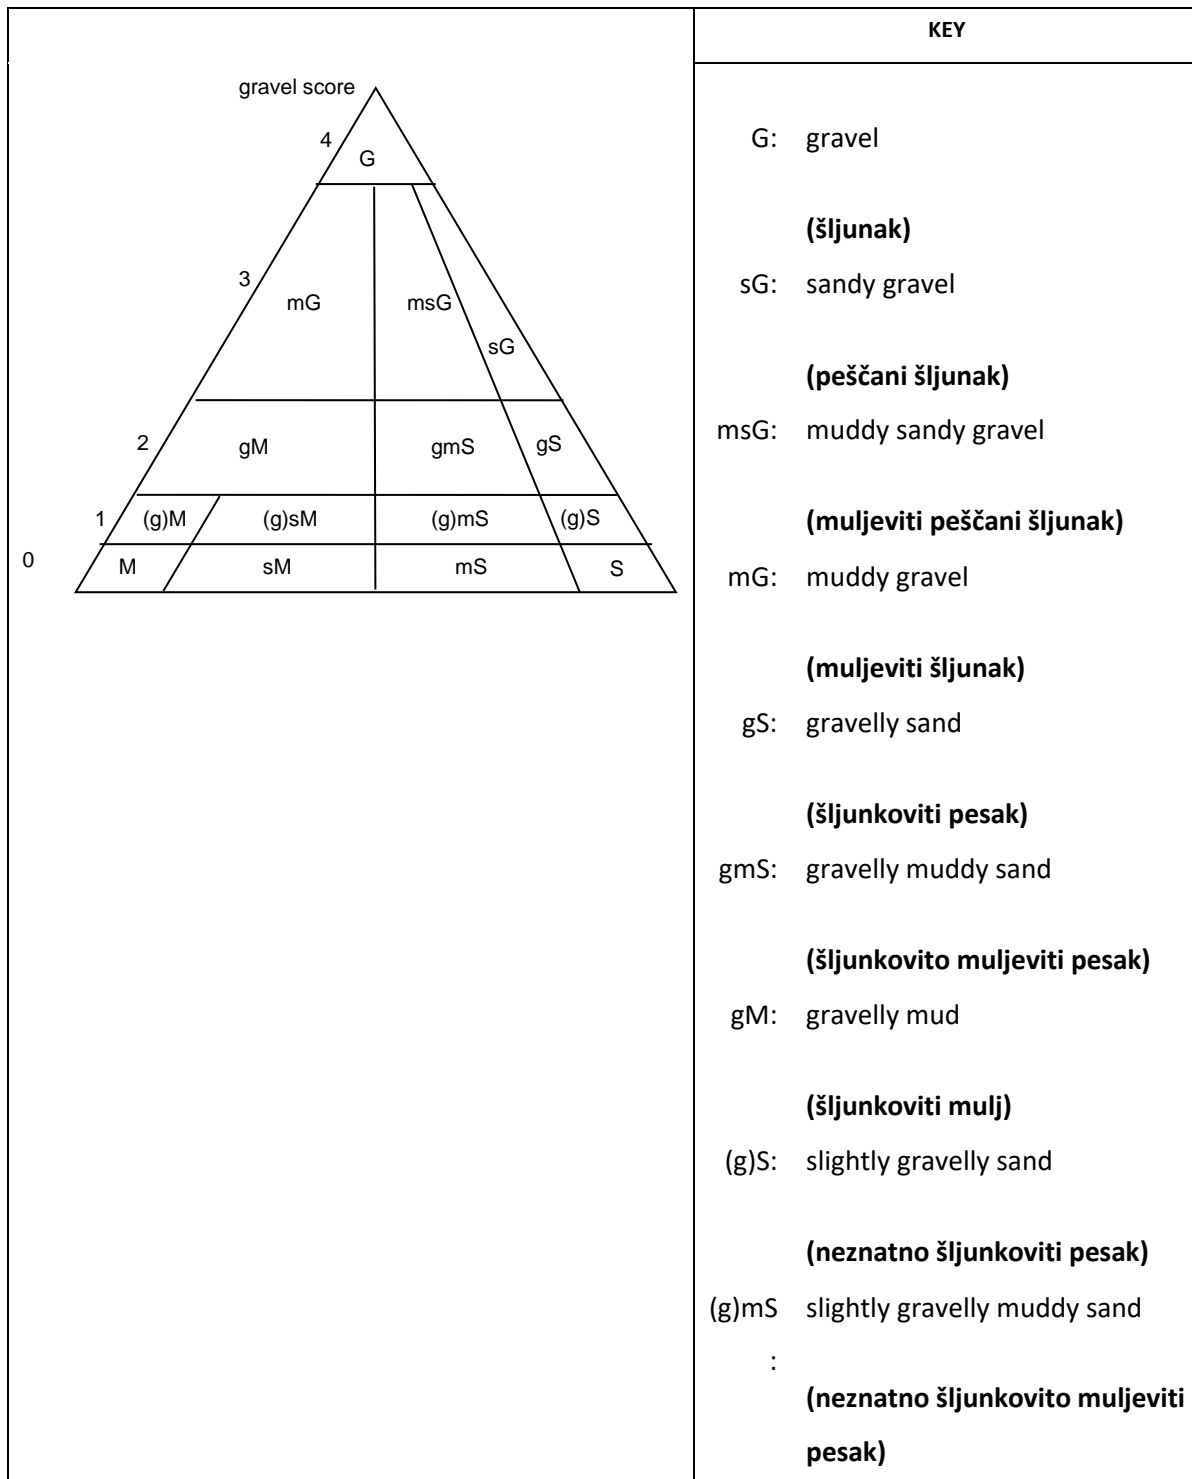 KEY
gravel score
4
G
3
mG msG
sG
2
gM gmS gS
1 (g)M (g)sM (g)mS (g)S
0
M sM mS S
G: gravel
(šljunak)
sG: sandy gravel
(peščani šljunak)
msG: muddy sandy gravel
(muljeviti peščani šljunak)
mG: muddy gravel
(muljeviti šljunak)
gS: gravelly sand
(šljunkoviti pesak)
gmS: gravelly muddy sand
(šljunkovito muljeviti pesak)
gM: gravelly mud
(šljunkoviti mulj)
(g)S: slightly gravelly sand
(neznatno šljunkoviti pesak)
(g)mS slightly gravelly muddy sand
:
(neznatno šljunkovito muljeviti
pesak)